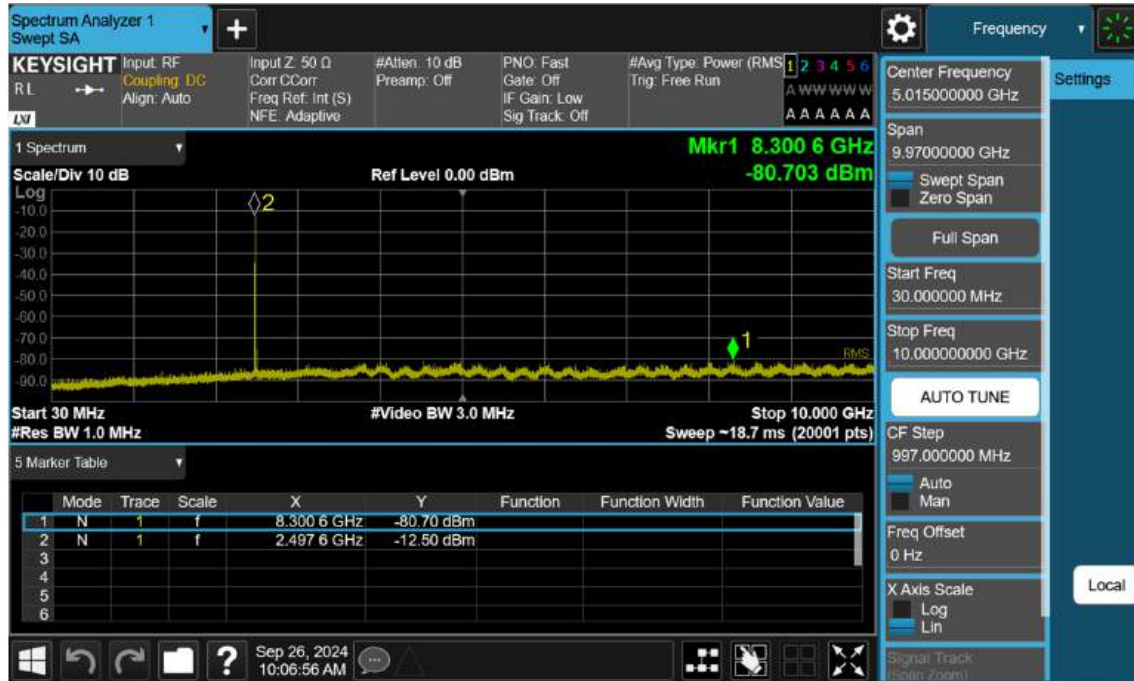 Spectrum Analyzer 1
Swept SA
+
Frequency
KEYSIGHT
RL
LXI
Input: RF
Coupling: DC
Align: Auto
Input Z: 50 Ω
Corr CCorr
Freq Ref: Int (S)
NFE: Adaptive
#Atten: 10 dB
Preamp: Off
PNO: Fast
Gate: Off
IF Gain: Low
Sig Track: Off
#Avg Type: Power (RMS
Trig: Free Run
1 2 3 4 5 6
A W W W W W
A A A A A A
1 Spectrum
Mkr1 8.300 6 GHz
-80.703 dBm
Scale/Div 10 dB
Ref Level 0.00 dBm
Log
-10.0
-20.0
-30.0
-40.0
-50.0
-60.0
-70.0
-80.0
-90.0
2
1
RMS
Start 30 MHz
#Video BW 3.0 MHz
Stop 10.000 GHz
#Res BW 1.0 MHz
Sweep ~18.7 ms (20001 pts)
5 Marker Table
Mode Trace Scale X Y Function Function Width Function Value
1 N 1 f 8.300 6 GHz -80.70 dBm
2 N 1 f 2.497 6 GHz -12.50 dBm
3
4
5
6
Center Frequency
5.015000000 GHz
Settings
Span
9.97000000 GHz
Swept Span
Zero Span
Full Span
Start Freq
30.000000 MHz
Stop Freq
10.000000000 GHz
AUTO TUNE
CF Step
997.000000 MHz
Auto
Man
Freq Offset
0 Hz
X Axis Scale
Log
Lin
Local
Signal Track
(Span Zoom)
?
Sep 26, 2024
10:06:56 AM